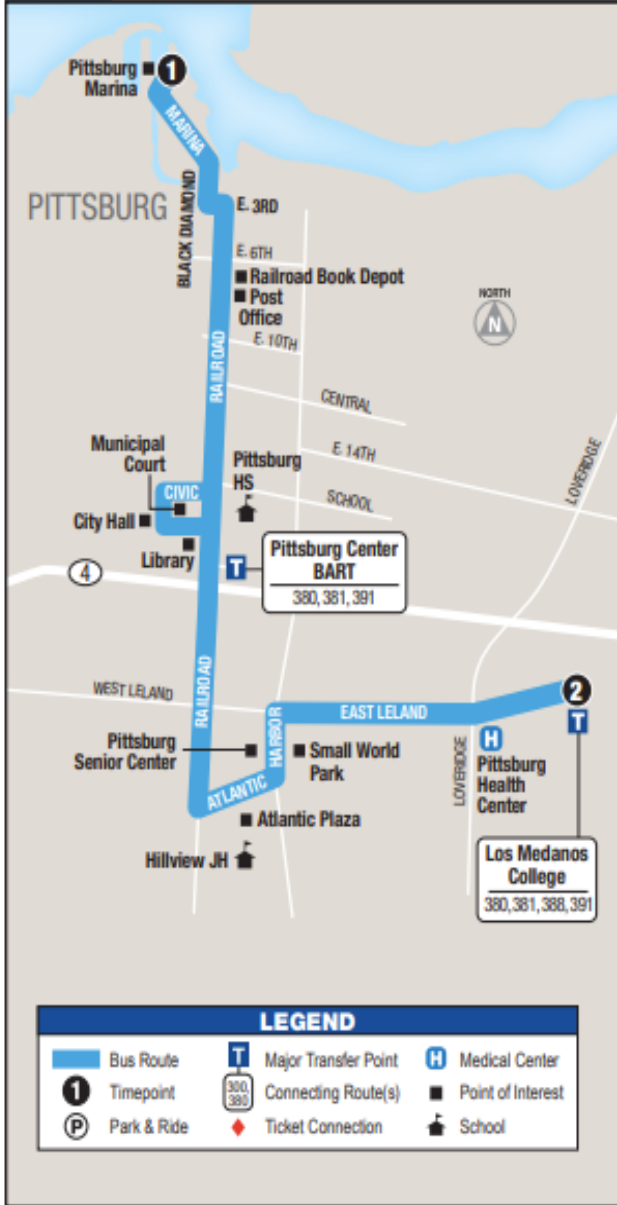 Pittsburg
Marina
1
MARINA
PITTSBURG
BLACK DIAMOND
E. 3RD
E. 6TH
Railroad Book Depot
Post
Office
NORTH
N
E. 10TH
RAILROAD
CENTRAL
Municipal
Court
Pittsburg
HS
E. 14TH
LOVERIDGE
CIVIC
SCHOOL
City Hall
Library
T
Pittsburg Center
BART
380, 381, 391
4
WEST LELAND
RAILROAD
HARBOR
EAST LELAND
2
T
Pittsburg
Senior Center
Small World
Park
H
Pittsburg
Health
Center
LOVERIDGE
ATLANTIC
Atlantic Plaza
Hillview JH
Los Medanos
College
380,381,388,391
LEGEND
Bus Route
T
Major Transfer Point
H
Medical Center
1
Timepoint
300,
380
Connecting Route(s)
Point of Interest
P
Park & Ride
Ticket Connection
School